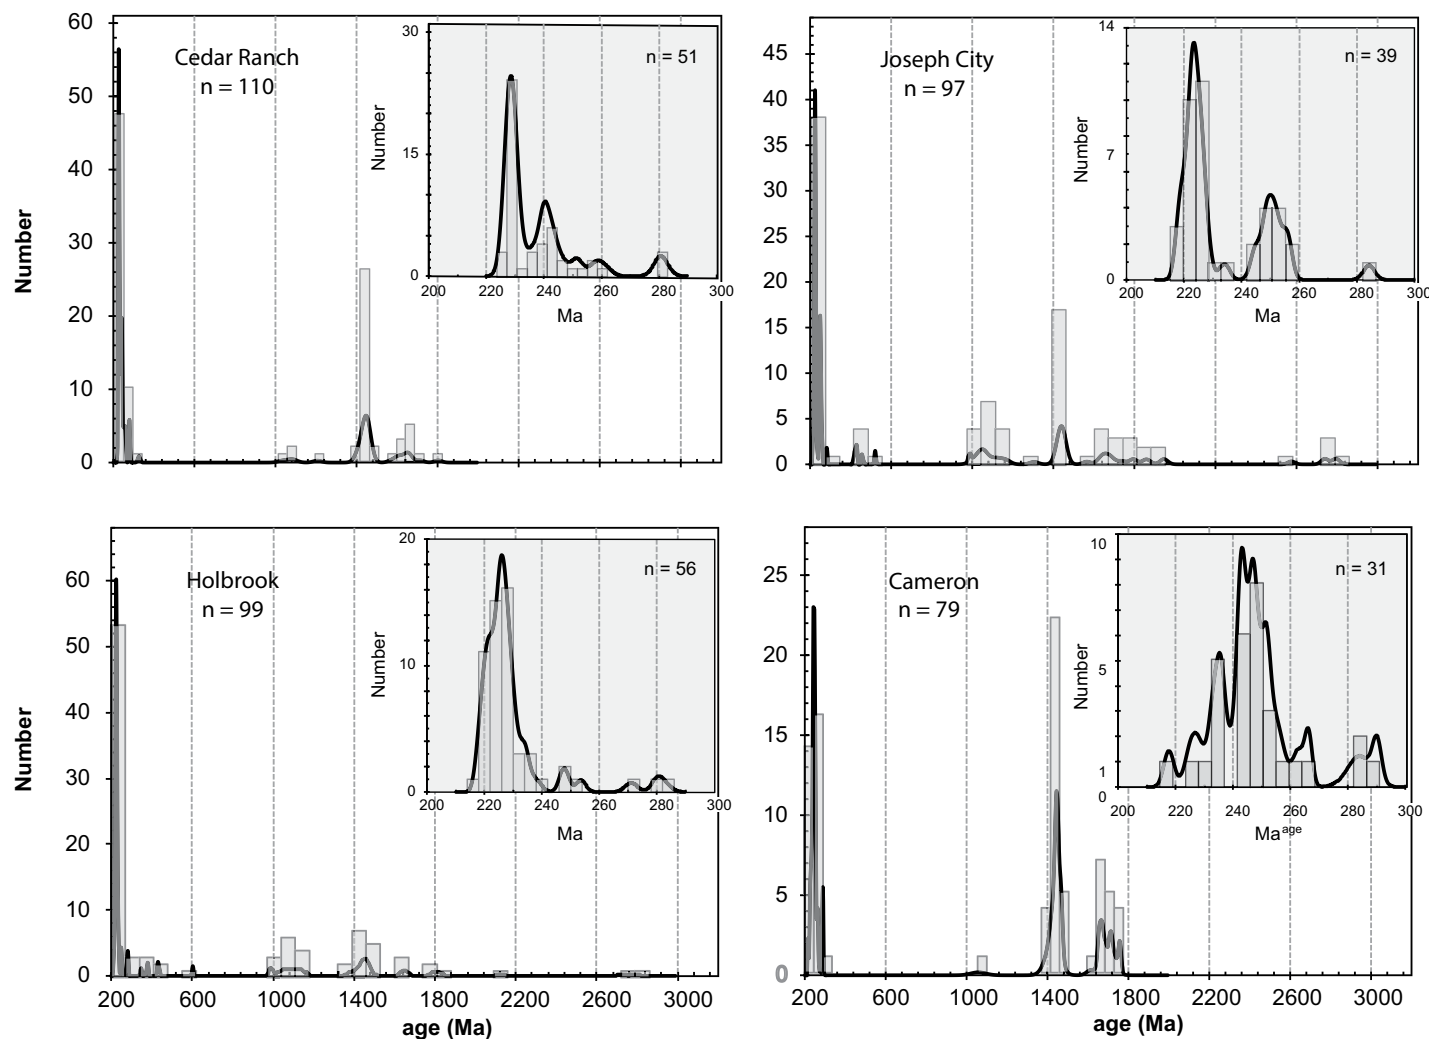 Cedar Ranch
n = 110
Number
60
50
40
30
20
10
0
n = 51
Number
30
15
0
200 220 240 260 280 300
Ma
Joseph City
n = 97
45
40
35
30
25
20
15
10
5
0
n = 39
Number
14
7
0
200 220 240 260 280 300
Ma
Holbrook
n = 99
Number
60
50
40
30
20
10
0
200 600 1000 1400 1800 2200 2600 3000
age (Ma)
n = 56
Number
20
10
0
200 220 240 260 280 300
Ma
Cameron
n = 79
25
20
15
10
5
0
200 600 1000 1400 1800 2200 2600 3000
age (Ma)
n = 31
Number
10
5
1
0
200 220 240 260 280 300
Ma age